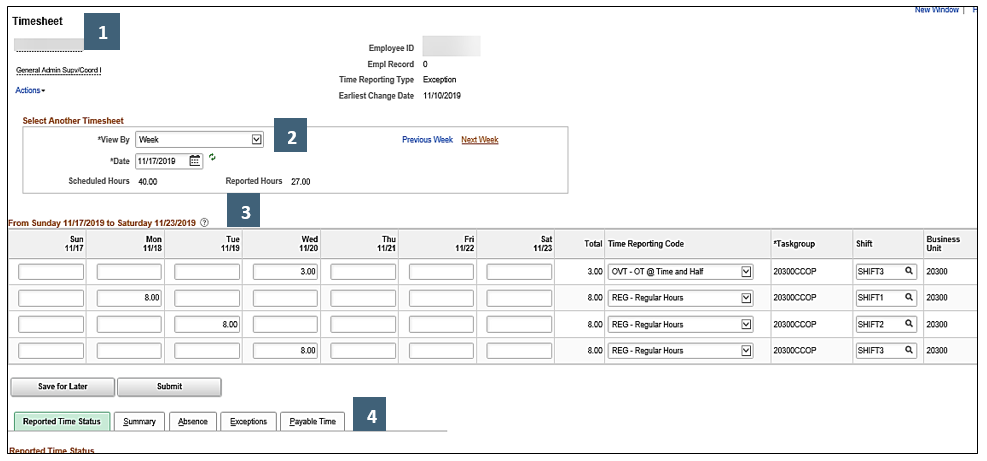 New Window |
Timesheet
1
Employee ID
General Admin Supv/Coord I
Empl Record 0
Time Reporting Type Exception
Actions
Earliest Change Date 11/10/2019
Select Another Timesheet
*View By Week
2
Previous Week Next Week
*Date 11/17/2019
Scheduled Hours 40.00 Reported Hours 27.00
3
From Sunday 11/17/2019 to Saturday 11/23/2019 ?
Sun 11/17 Mon 11/18 Tue 11/19 Wed 11/20 Thu 11/21 Fri 11/22 Sat 11/23 Total Time Reporting Code *Taskgroup Shift Business Unit
3.00 3.00 OVT - OT @ Time and Half 20300CCOP SHIFT3 20300
8.00 8.00 REG - Regular Hours 20300CCOP SHIFT1 20300
8.00 8.00 REG - Regular Hours 20300CCOP SHIFT2 20300
8.00 8.00 REG - Regular Hours 20300CCOP SHIFT3 20300
Save for Later Submit
4
Reported Time Status Summary Absence Exceptions Payable Time
Reported Time Status